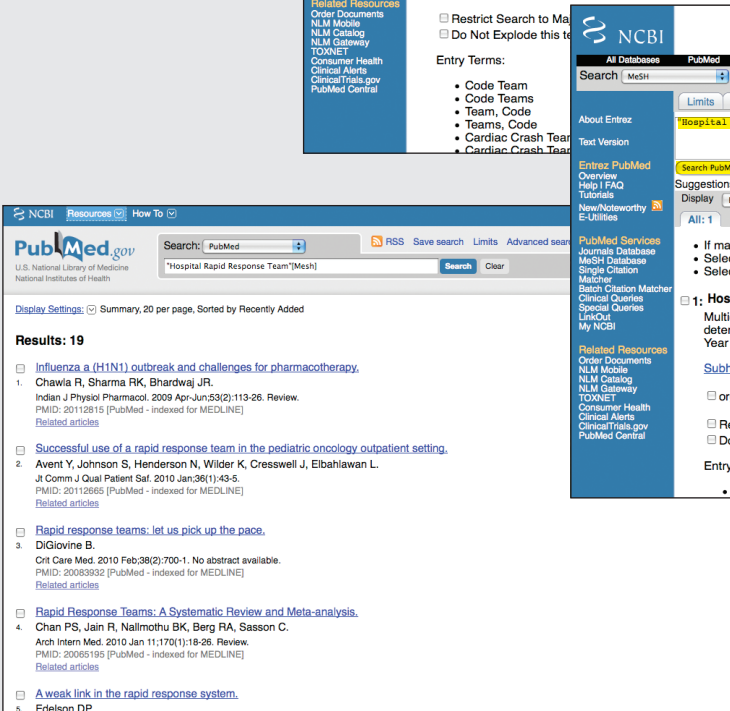 Related Resources
Order Documents
NLM Mobile
NLM Catalog
NLM Gateway
TOXNET
Consumer Health
Clinical Alerts
ClinicalTrials.gov
PubMed Central
Restrict Search to Ma
Do Not Explode this te
Entry Terms:
• Code Team
• Code Teams
• Team, Code
• Teams, Code
• Cardiac Crash Tear
• Cardiac Crash Tear
NCBI
All Databases PubMed
Search MeSH
Limits
"Hospital
Search PubM
Suggestions
Display
All: 1
• If ma
• Selec
• Selec
1: Hos
Multi
deter
Year
Subh
or
Re
Do
Entry
•
About Entrez
Text Version
Entrez PubMed
Overview
Help I FAQ
Tutorials
New/Noteworthy
E-Utilities
PubMed Services
Journals Database
MeSH Database
Single Citation
Matcher
Batch Citation Matcher
Clinical Queries
Special Queries
LinkOut
My NCBI
Related Resources
Order Documents
NLM Mobile
NLM Catalog
NLM Gateway
TOXNET
Consumer Health
Clinical Alerts
ClinicalTrials.gov
PubMed Central
NCBI Resources How To
PubMed.gov
U.S. National Library of Medicine
National Institutes of Health
Search: PubMed
RSS Save search Limits Advanced sear
"Hospital Rapid Response Team"[Mesh]
Search Clear
Display Settings: Summary, 20 per page, Sorted by Recently Added
Results: 19
Influenza a (H1N1) outbreak and challenges for pharmacotherapy.
1. Chawla R, Sharma RK, Bhardwaj JR.
Indian J Physiol Pharmacol. 2009 Apr-Jun;53(2):113-26. Review.
PMID: 20112815 [PubMed - indexed for MEDLINE]
Related articles
Successful use of a rapid response team in the pediatric oncology outpatient setting.
2. Avent Y, Johnson S, Henderson N, Wilder K, Cresswell J, Elbahlawan L.
Jt Comm J Qual Patient Saf. 2010 Jan;36(1):43-5.
PMID: 20112665 [PubMed - indexed for MEDLINE]
Related articles
Rapid response teams: let us pick up the pace.
3. DiGiovine B.
Crit Care Med. 2010 Feb;38(2):700-1. No abstract available.
PMID: 20083932 [PubMed - indexed for MEDLINE]
Related articles
Rapid Response Teams: A Systematic Review and Meta-analysis.
4. Chan PS, Jain R, Nallmothu BK, Berg RA, Sasson C.
Arch Intern Med. 2010 Jan 11;170(1):18-26. Review.
PMID: 20065195 [PubMed - indexed for MEDLINE]
Related articles
A weak link in the rapid response system.
5. Edelson DP.